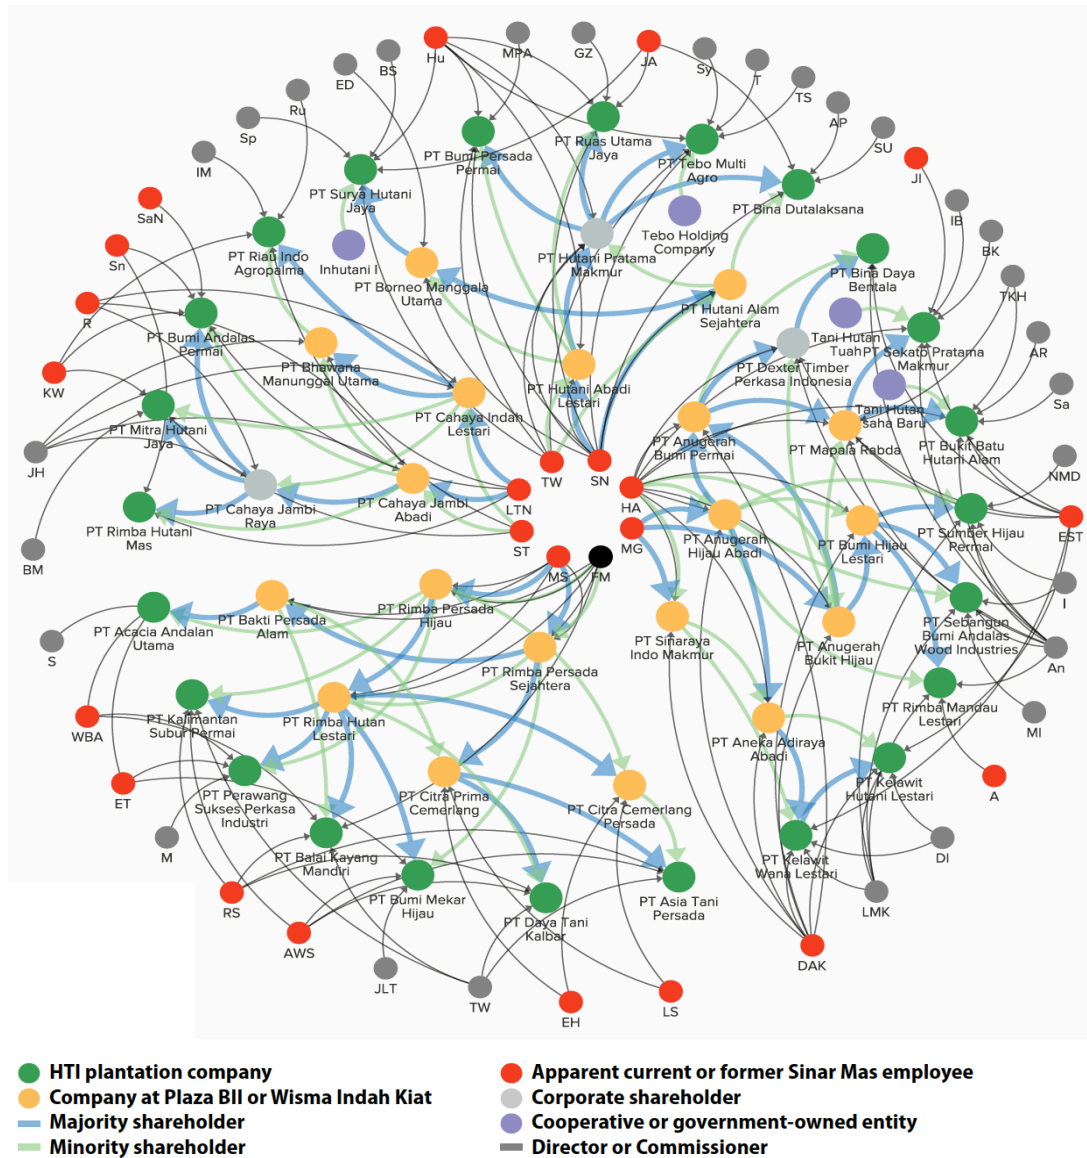 Hu
MPA
GZ
JA
Sy
T
TS
AP
SU
JI
IB
BK
TKH
AR
Sa
NMD
EST
I
An
MI
A
DI
LMK
DAK
LS
EH
TW
JLT
AWS
RS
M
ET
WBA
S
BM
JH
KW
R
Sn
SaN
IM
Sp
Ru
ED
BS
PT Bumi Persada
Permai
PT Ruas Utama
Jaya
PT Tebo Multi
Agro
PT Bina Dutalaksana
PT Surya Hutani
Jaya
Inhutani I
PT Riau Indo
Agropalma
PT Borneo Manggala
Utama
PT Hutani Pratama
Makmur
Tebo Holding
Company
PT Hutani Alam
Sejahtera
PT Bina Daya
Bentala
Tani Hutan
Tuah
PT Sekato Pratama
Makmur
PT Dexter Timber
Perkasa Indonesia
Tani Hutan
Usaha Baru
PT Bukit Batu
Hutani Alam
PT Bumi Andalas
Permai
PT Bhawana
Manunggal Utama
PT Hutani Abadi
Lestari
PT Cahaya Indah
Lestari
PT Mitra Hutani
Jaya
PT Anugerah
Bumi Permai
PT Mapala Rabda
PT Cahaya Jambi
Raya
PT Cahaya Jambi
Abadi
PT Rimba Hutani
Mas
LTN
ST
TW
SN
HA
MG
MS
FM
PT Anugerah
Hijau Abadi
PT Bumi Hijau
Lestari
PT Sumber Hijau
Permai
PT Sebangun
Bumi Andalas
Wood Industries
PT Sinaraya
Indo Makmur
PT Anugerah
Bukit Hijau
PT Rimba Mandau
Lestari
PT Aneka Adiraya
Abadi
PT Kelawit
Hutani Lestari
PT Kelawit
Wana Lestari
PT Acacia Andalan
Utama
PT Bakti Persada
Alam
PT Rimba Persada
Hijau
PT Rimba Persada
Sejahtera
PT Kalimantan
Subur Permai
PT Rimba Hutan
Lestari
PT Perawang
Sukses Perkasa
Industri
PT Citra Prima
Cemerlang
PT Citra Cemerlang
Persada
PT Balai Kayang
Mandiri
PT Bumi Mekar
Hijau
PT Daya Tani
Kalbar
PT Asia Tani
Persada
HTI plantation company
Company at Plaza BII or Wisma Indah Kiat
Majority shareholder
Minority shareholder
Apparent current or former Sinar Mas employee
Corporate shareholder
Cooperative or government-owned entity
Director or Commissioner